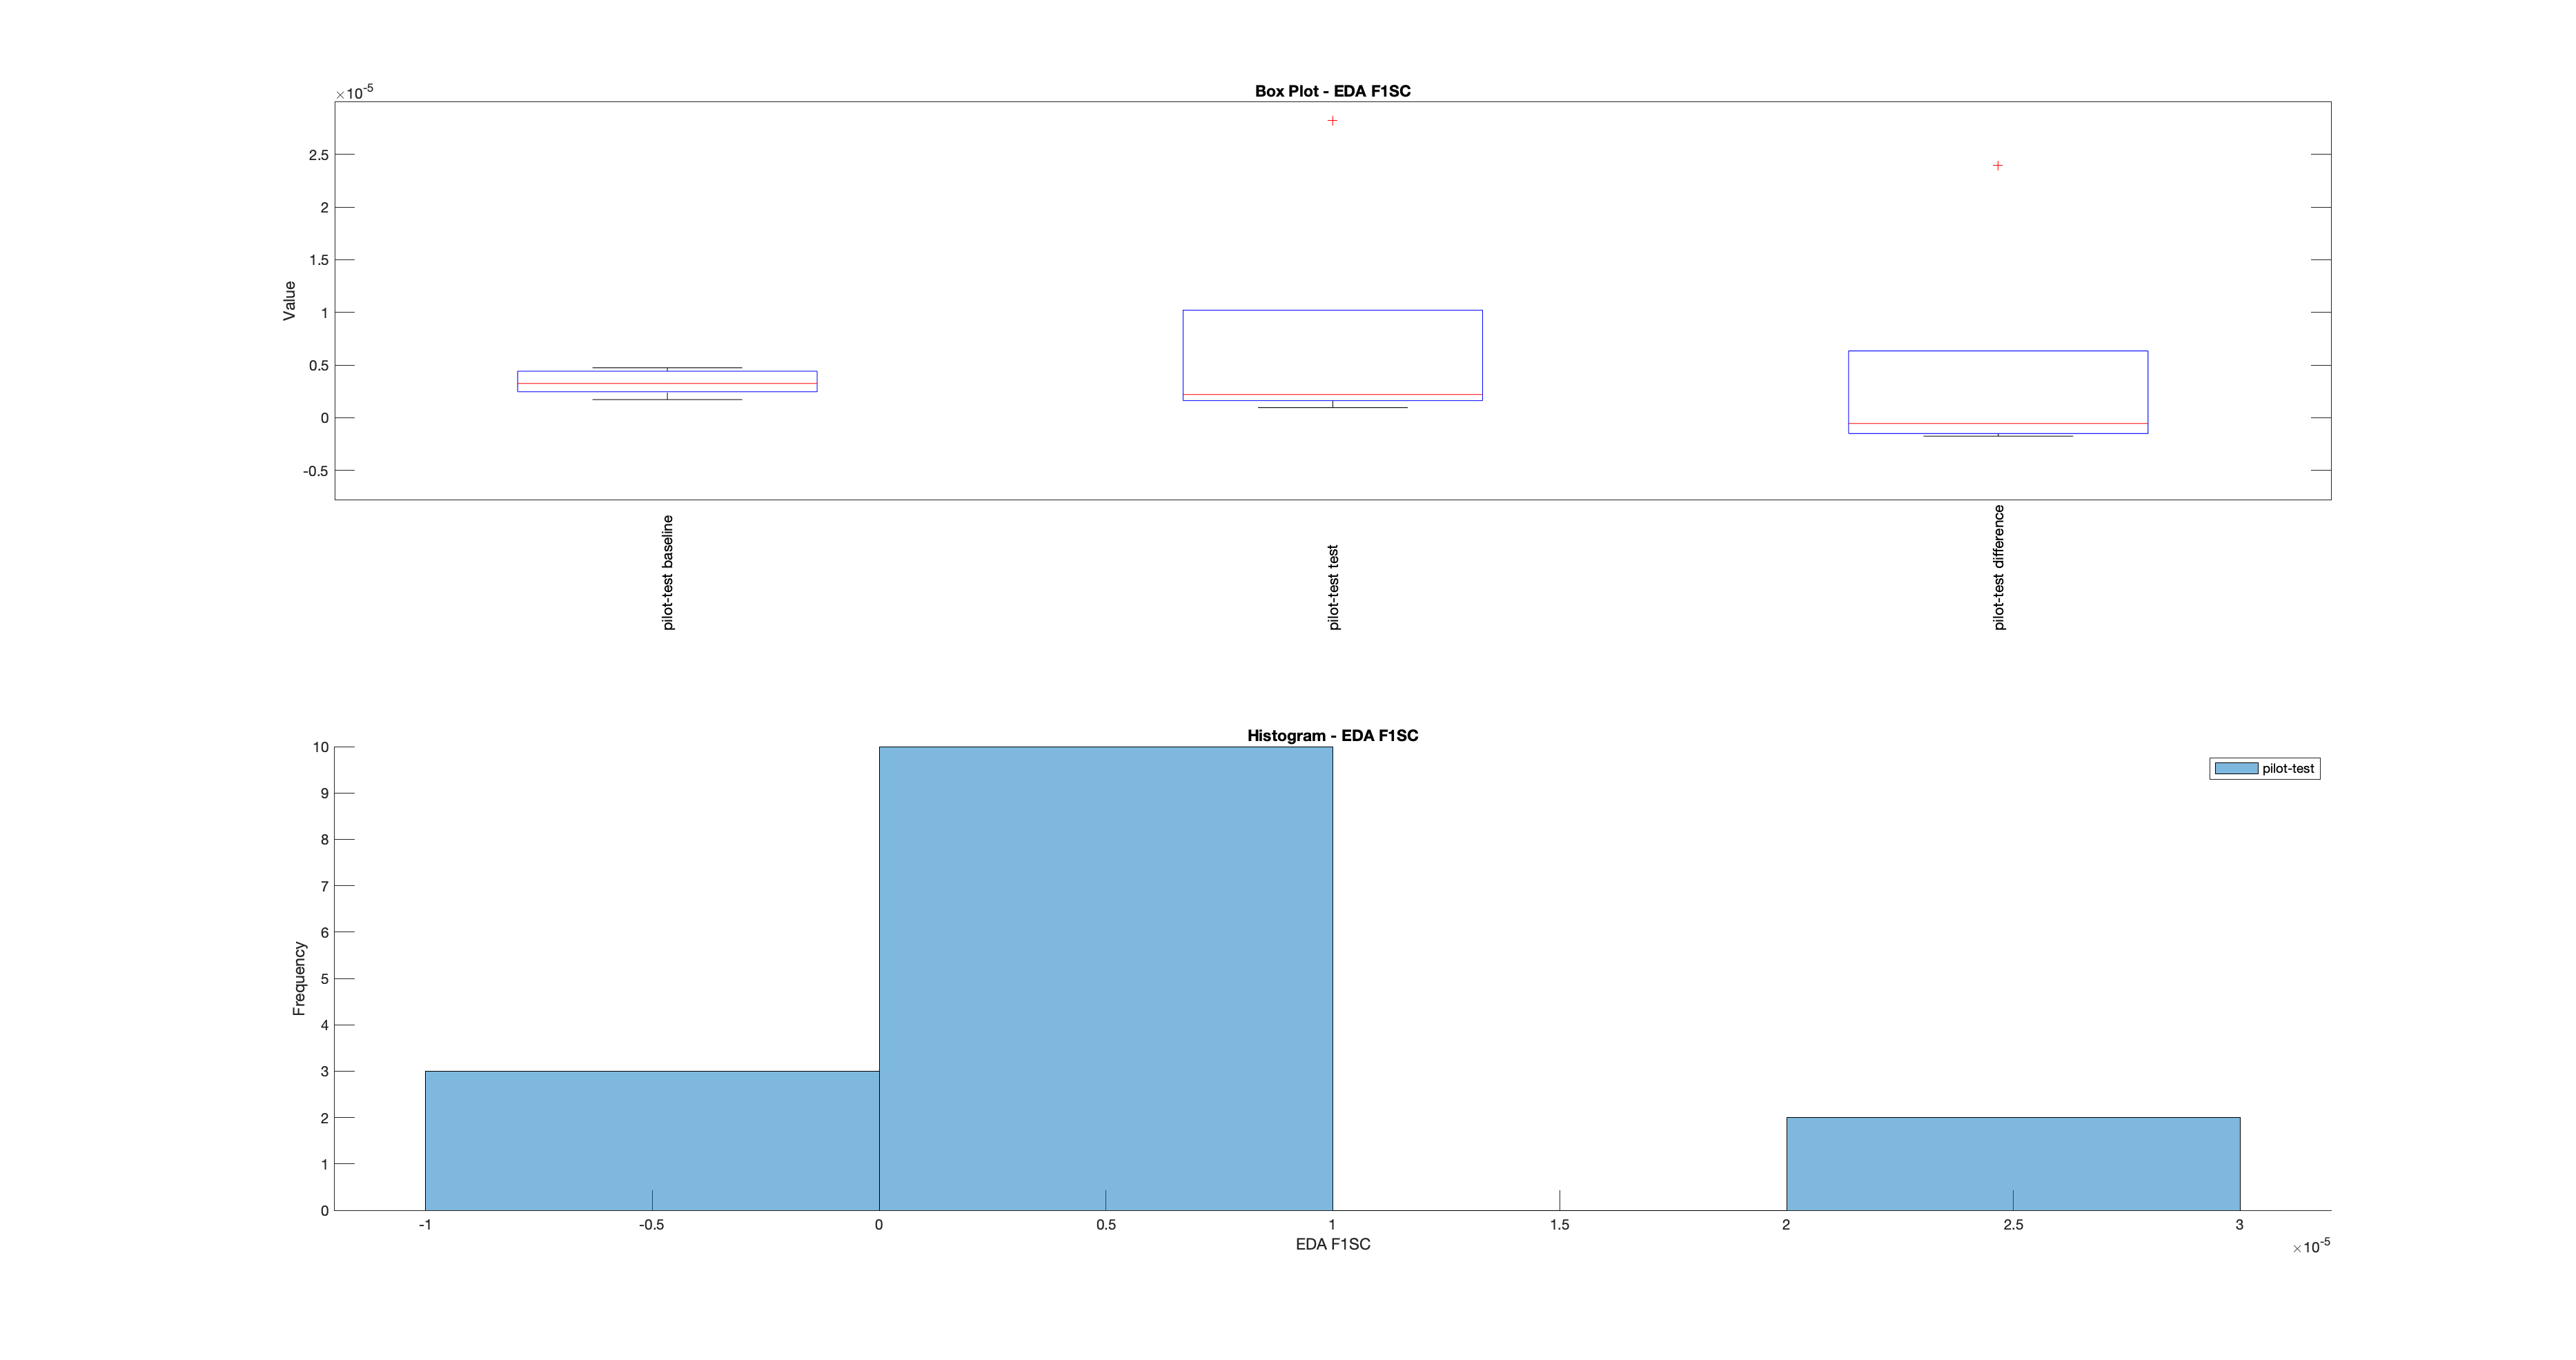 Box Plot - EDA F1SC
×10-5
2.5
2
1.5
1
0.5
0
-0.5
Value
pilot-test baseline
pilot-test test
pilot-test difference
Histogram - EDA F1SC
10
9
8
7
6
5
4
3
2
1
0
Frequency
pilot-test
-1 -0.5 0 0.5 1 1.5 2 2.5 3
EDA F1SC
×10-5